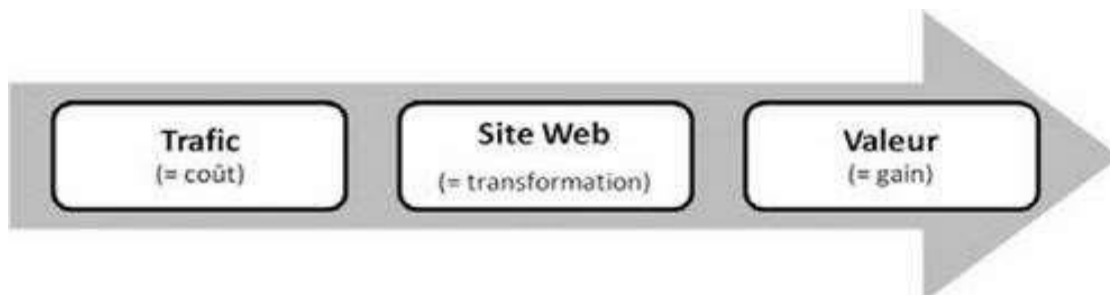 Trafic
(= coût)
Site Web
(= transformation)
Valeur
(= gain)